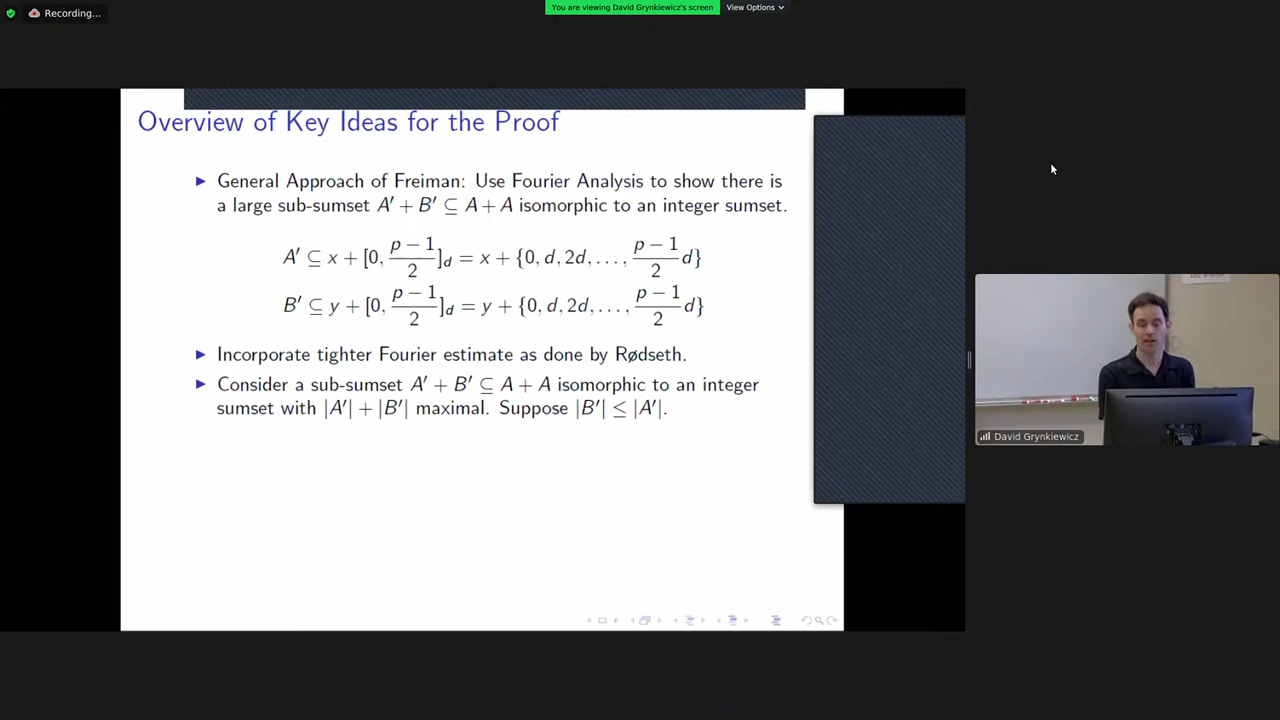 Recording...
You are viewing David Grynkiewicz's screen
View Options
Overview of Key Ideas for the Proof
General Approach of Freiman: Use Fourier Analysis to show there is
a large sub-sumset A′ + B′ ⊆ A + A isomorphic to an integer sumset.
A′ ⊆ x + [0, (p − 1)/2]_d = x + {0, d, 2d, . . . , (p − 1)/2 d}
B′ ⊆ y + [0, (p − 1)/2]_d = y + {0, d, 2d, . . . , (p − 1)/2 d}
Incorporate tighter Fourier estimate as done by Rødseth.
Consider a sub-sumset A′ + B′ ⊆ A + A isomorphic to an integer
sumset with |A′| + |B′| maximal. Suppose |B′| ≤ |A′|.
David Grynkiewicz